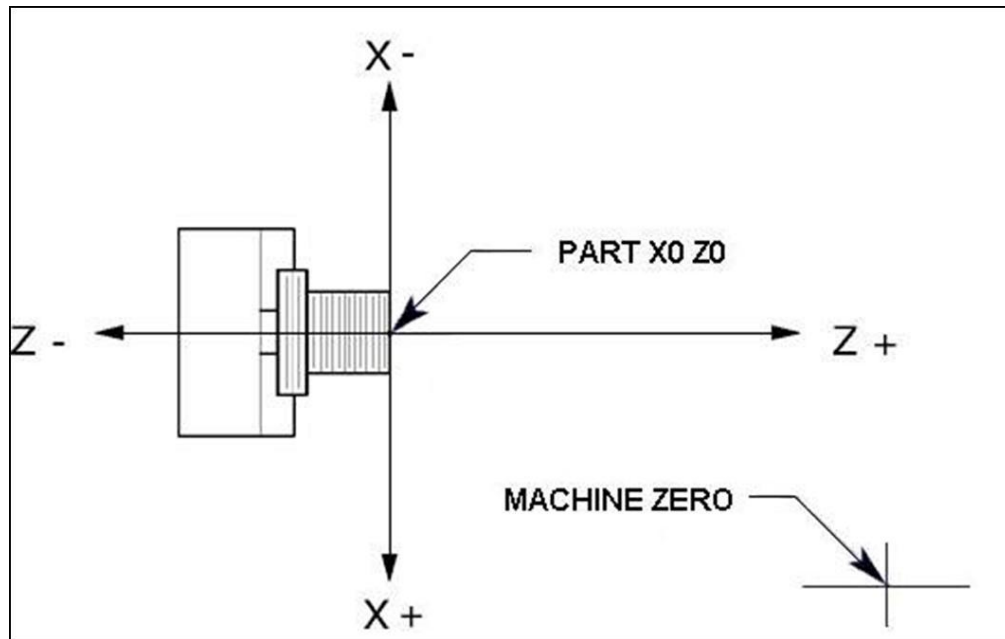 X -
PART X0 Z0
Z -
Z +
MACHINE ZERO
X +